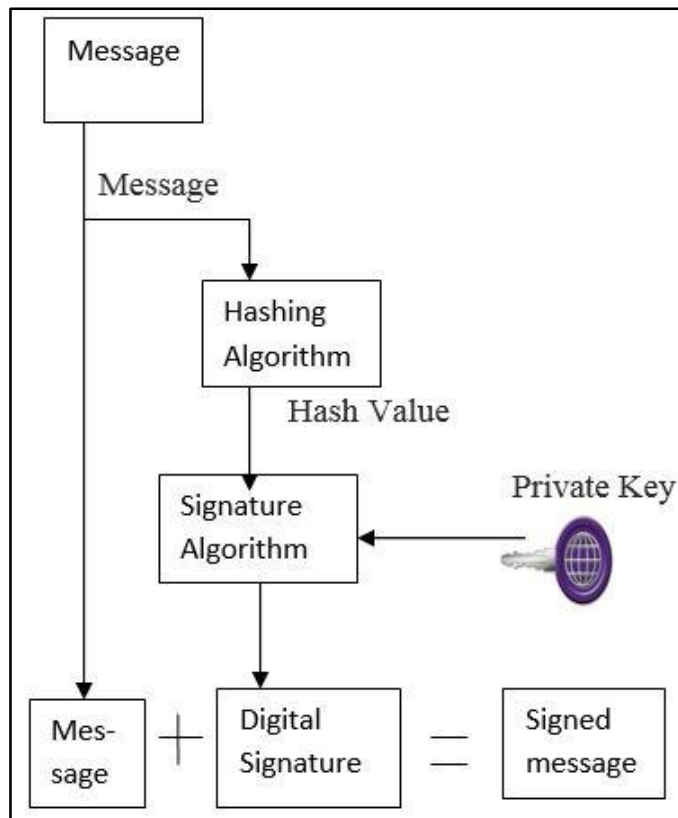 Message
Message
Hashing
Algorithm
Hash Value
Private Key
Signature
Algorithm
Mes-
sage
+
Digital
Signature
=
Signed
message